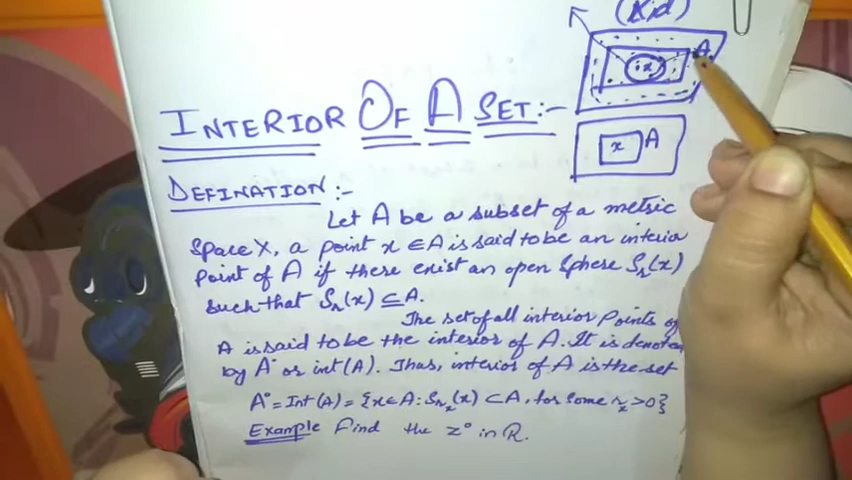 (Kid)
A
x
INTERIOR OF A SET:-
x A
DEFINATION:-
Let A be a subset of a metric
Space X, a point x ∈ A is said to be an interior
Point of A if there exist an open Sphere Sᵣ(x)
such that Sᵣ(x) ⊆ A.
The set of all interior Points of
A is said to be the interior of A. It is denoted
by A° or int(A). Thus, interior of A is the set
A° = Int(A) = {x ∈ A : Sᵣₓ(x) ⊂ A, for some rₓ > 0}
Example Find the Z° in R.